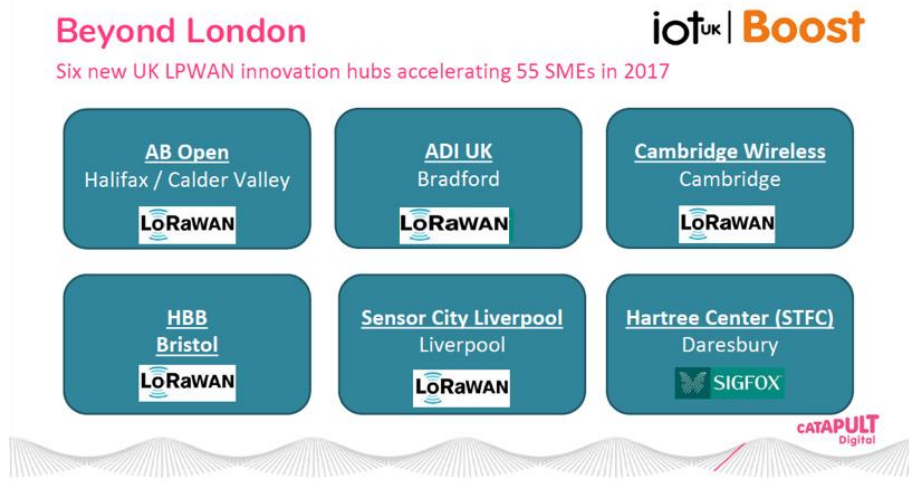 Beyond London
iotuk | Boost
Six new UK LPWAN innovation hubs accelerating 55 SMEs in 2017
AB Open
Halifax / Calder Valley
LoRaWAN
ADI UK
Bradford
LoRaWAN
Cambridge Wireless
Cambridge
LoRaWAN
HBB
Bristol
LoRaWAN
Sensor City Liverpool
Liverpool
LoRaWAN
Hartree Center (STFC)
Daresbury
SIGFOX
CATAPULT
Digital